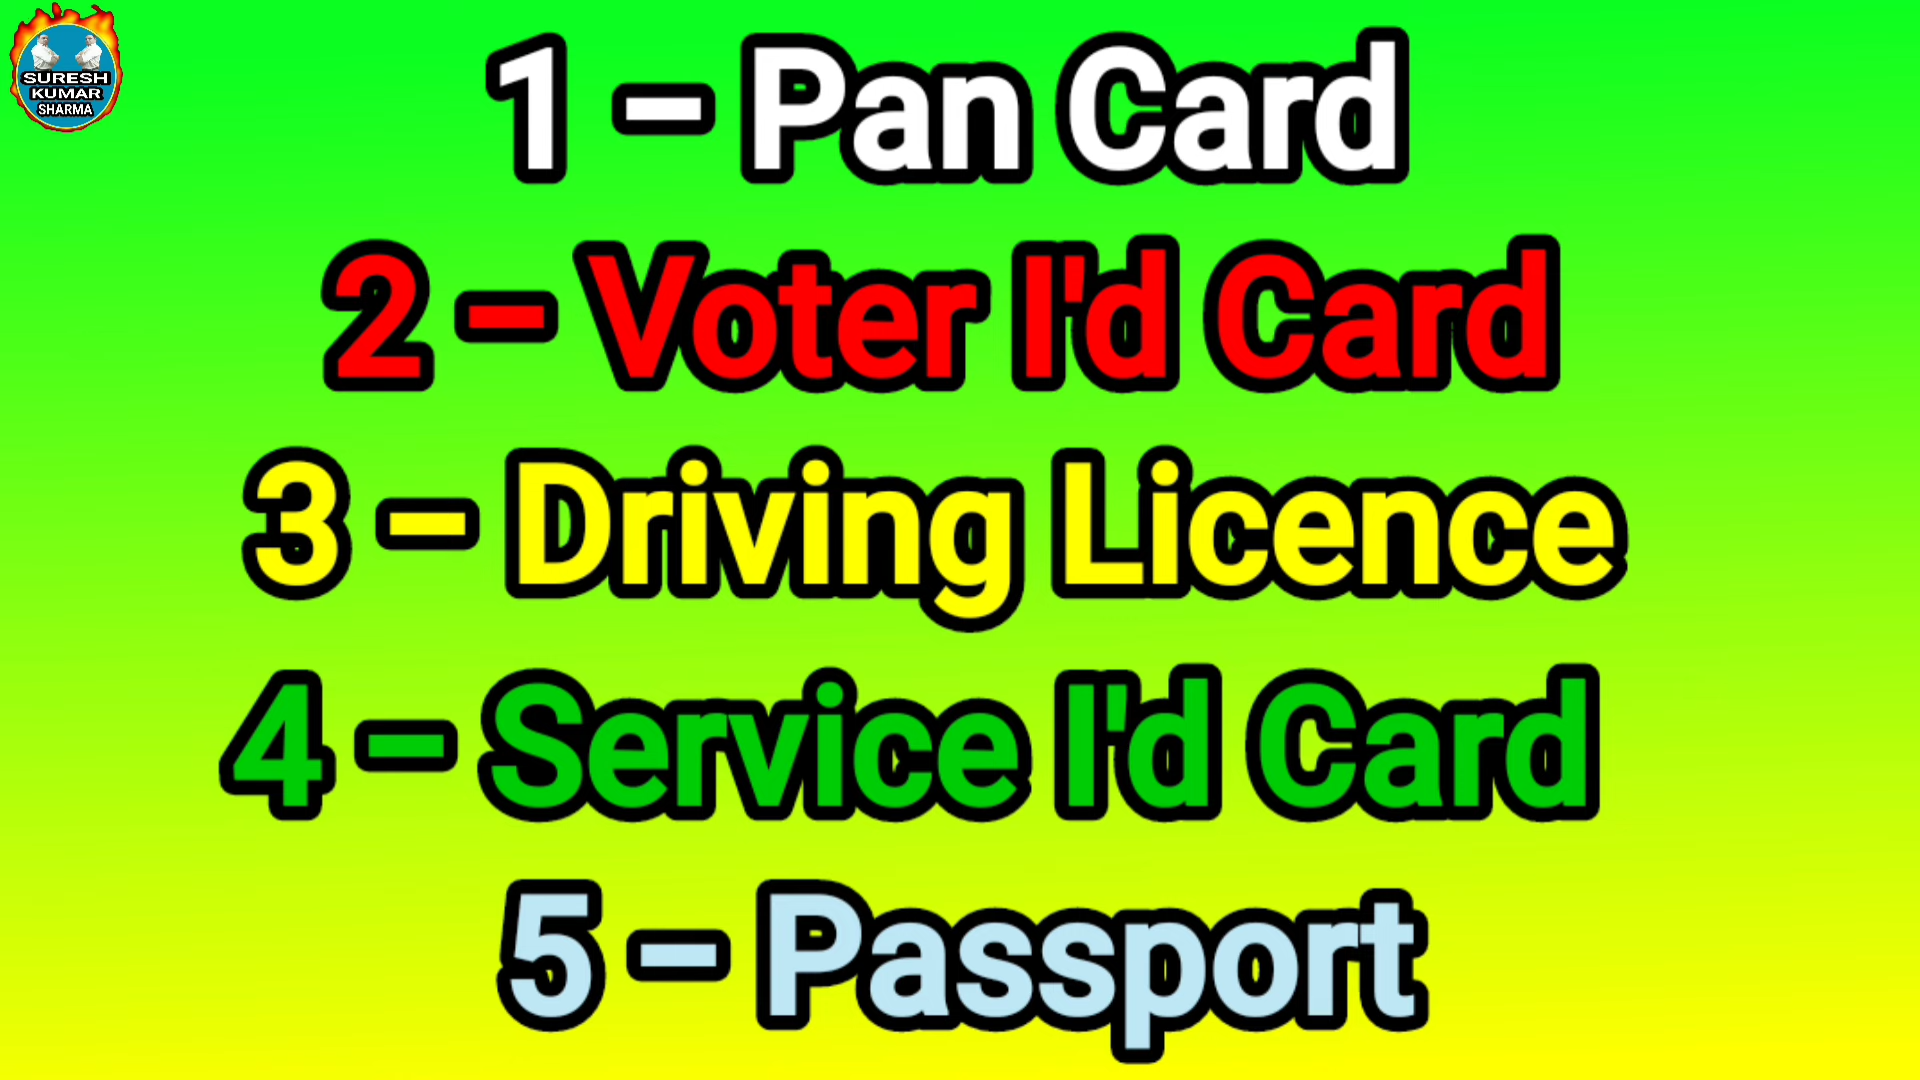 SURESH
KUMAR
SHARMA
1 – Pan Card
2 – Voter I'd Card
3 – Driving Licence
4 – Service I'd Card
5 – Passport